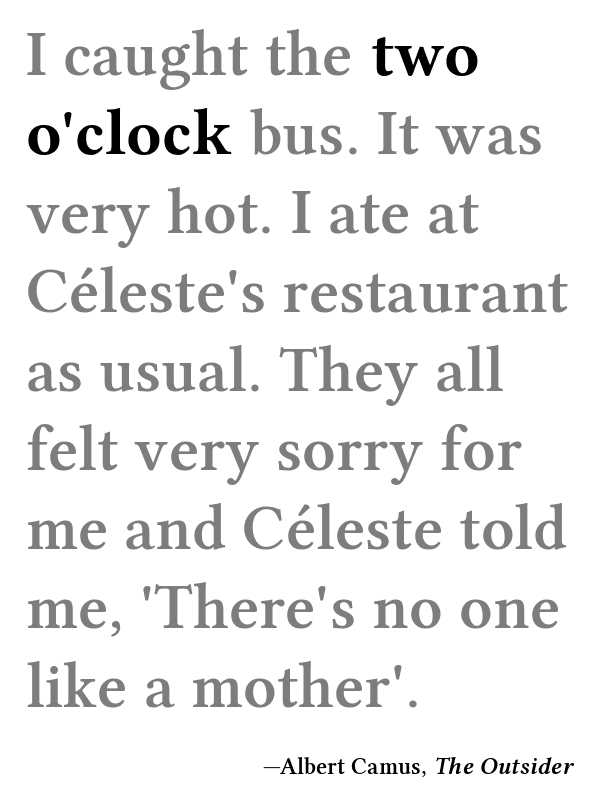 I caught the two
o'clock bus. It was
very hot. I ate at
Céleste's restaurant
as usual. They all
felt very sorry for
me and Céleste told
me, 'There's no one
like a mother'.
—Albert Camus, The Outsider